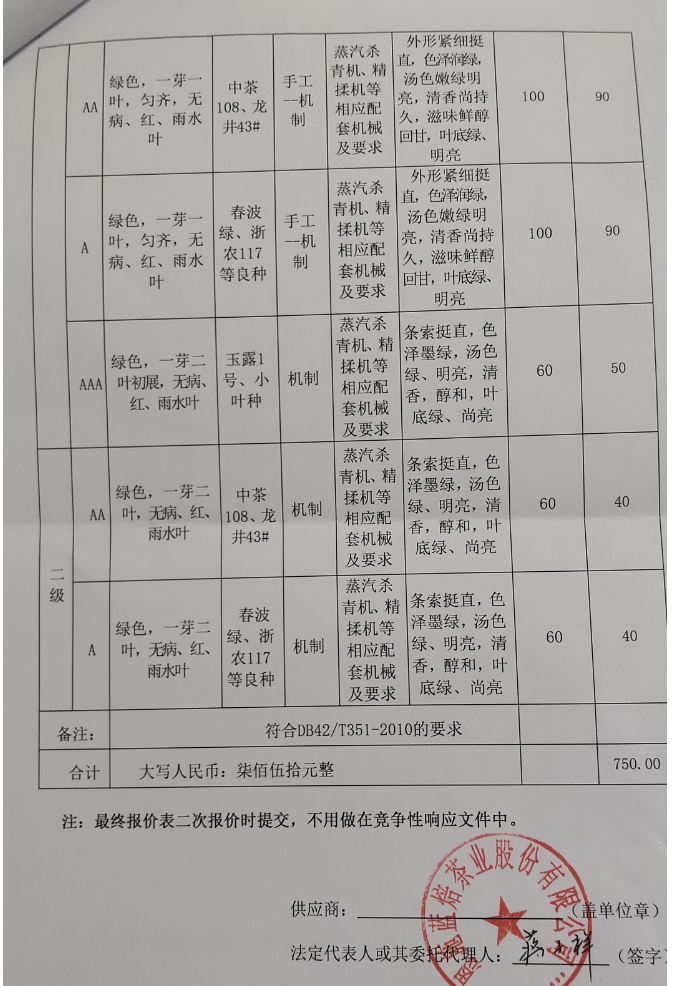 AA
绿色，一芽一
叶，匀齐，无
病、红、雨水
叶
中茶
108、龙
井43#
手工
--机
制
蒸汽杀
青机、精
揉机等
相应配
套机械
及要求
外形紧细挺
直，色泽润绿，
汤色嫩绿明
亮，清香尚持
久，滋味鲜醇
回甘，叶底绿、
明亮
100
90
A
绿色，一芽一
叶，匀齐，无
病、红、雨水
叶
春波
绿、浙
农117
等良种
手工
--机
制
蒸汽杀
青机、精
揉机等
相应配
套机械
及要求
外形紧细挺
直，色泽润绿，
汤色嫩绿明
亮，清香尚持
久，滋味鲜醇
回甘，叶底绿、
明亮
100
90
AAA
绿色，一芽二
叶初展，无病、
红、雨水叶
玉露1
号、小
叶种
机制
蒸汽杀
青机、精
揉机等
相应配
套机械
及要求
条索挺直，色
泽墨绿，汤色
绿、明亮，清
香，醇和，叶
底绿、尚亮
60
50
二
级
AA
绿色，一芽二
叶，无病、红、
雨水叶
中茶
108、龙
井43#
机制
蒸汽杀
青机、精
揉机等
相应配
套机械
及要求
条索挺直，色
泽墨绿，汤色
绿、明亮，清
香，醇和，叶
底绿、尚亮
60
40
A
绿色，一芽二
叶，无病、红、
雨水叶
春波
绿、浙
农117
等良种
机制
蒸汽杀
青机、精
揉机等
相应配
套机械
及要求
条索挺直，色
泽墨绿，汤色
绿、明亮，清
香，醇和，叶
底绿、尚亮
60
40
备注：
符合DB42/T351-2010的要求
合计
大写人民币：柒佰伍拾元整
750.00
注：最终报价表二次报价时提交，不用做在竞争性响应文件中。
蓝焙茶业股份有限公司
供应商：
（盖单位章）
法定代表人或其委托代理人：
（签字）